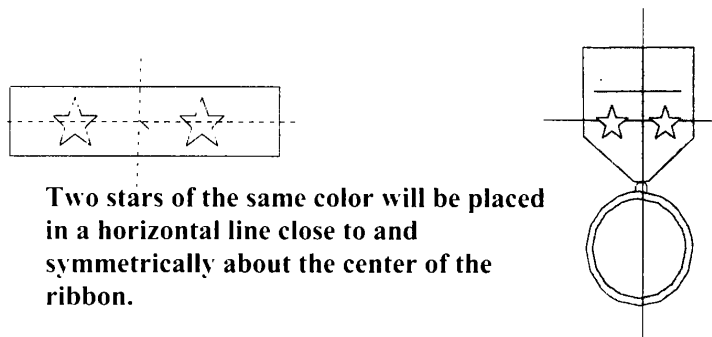 Two stars of the same color will be placed
in a horizontal line close to and
symmetrically about the center of the
ribbon.